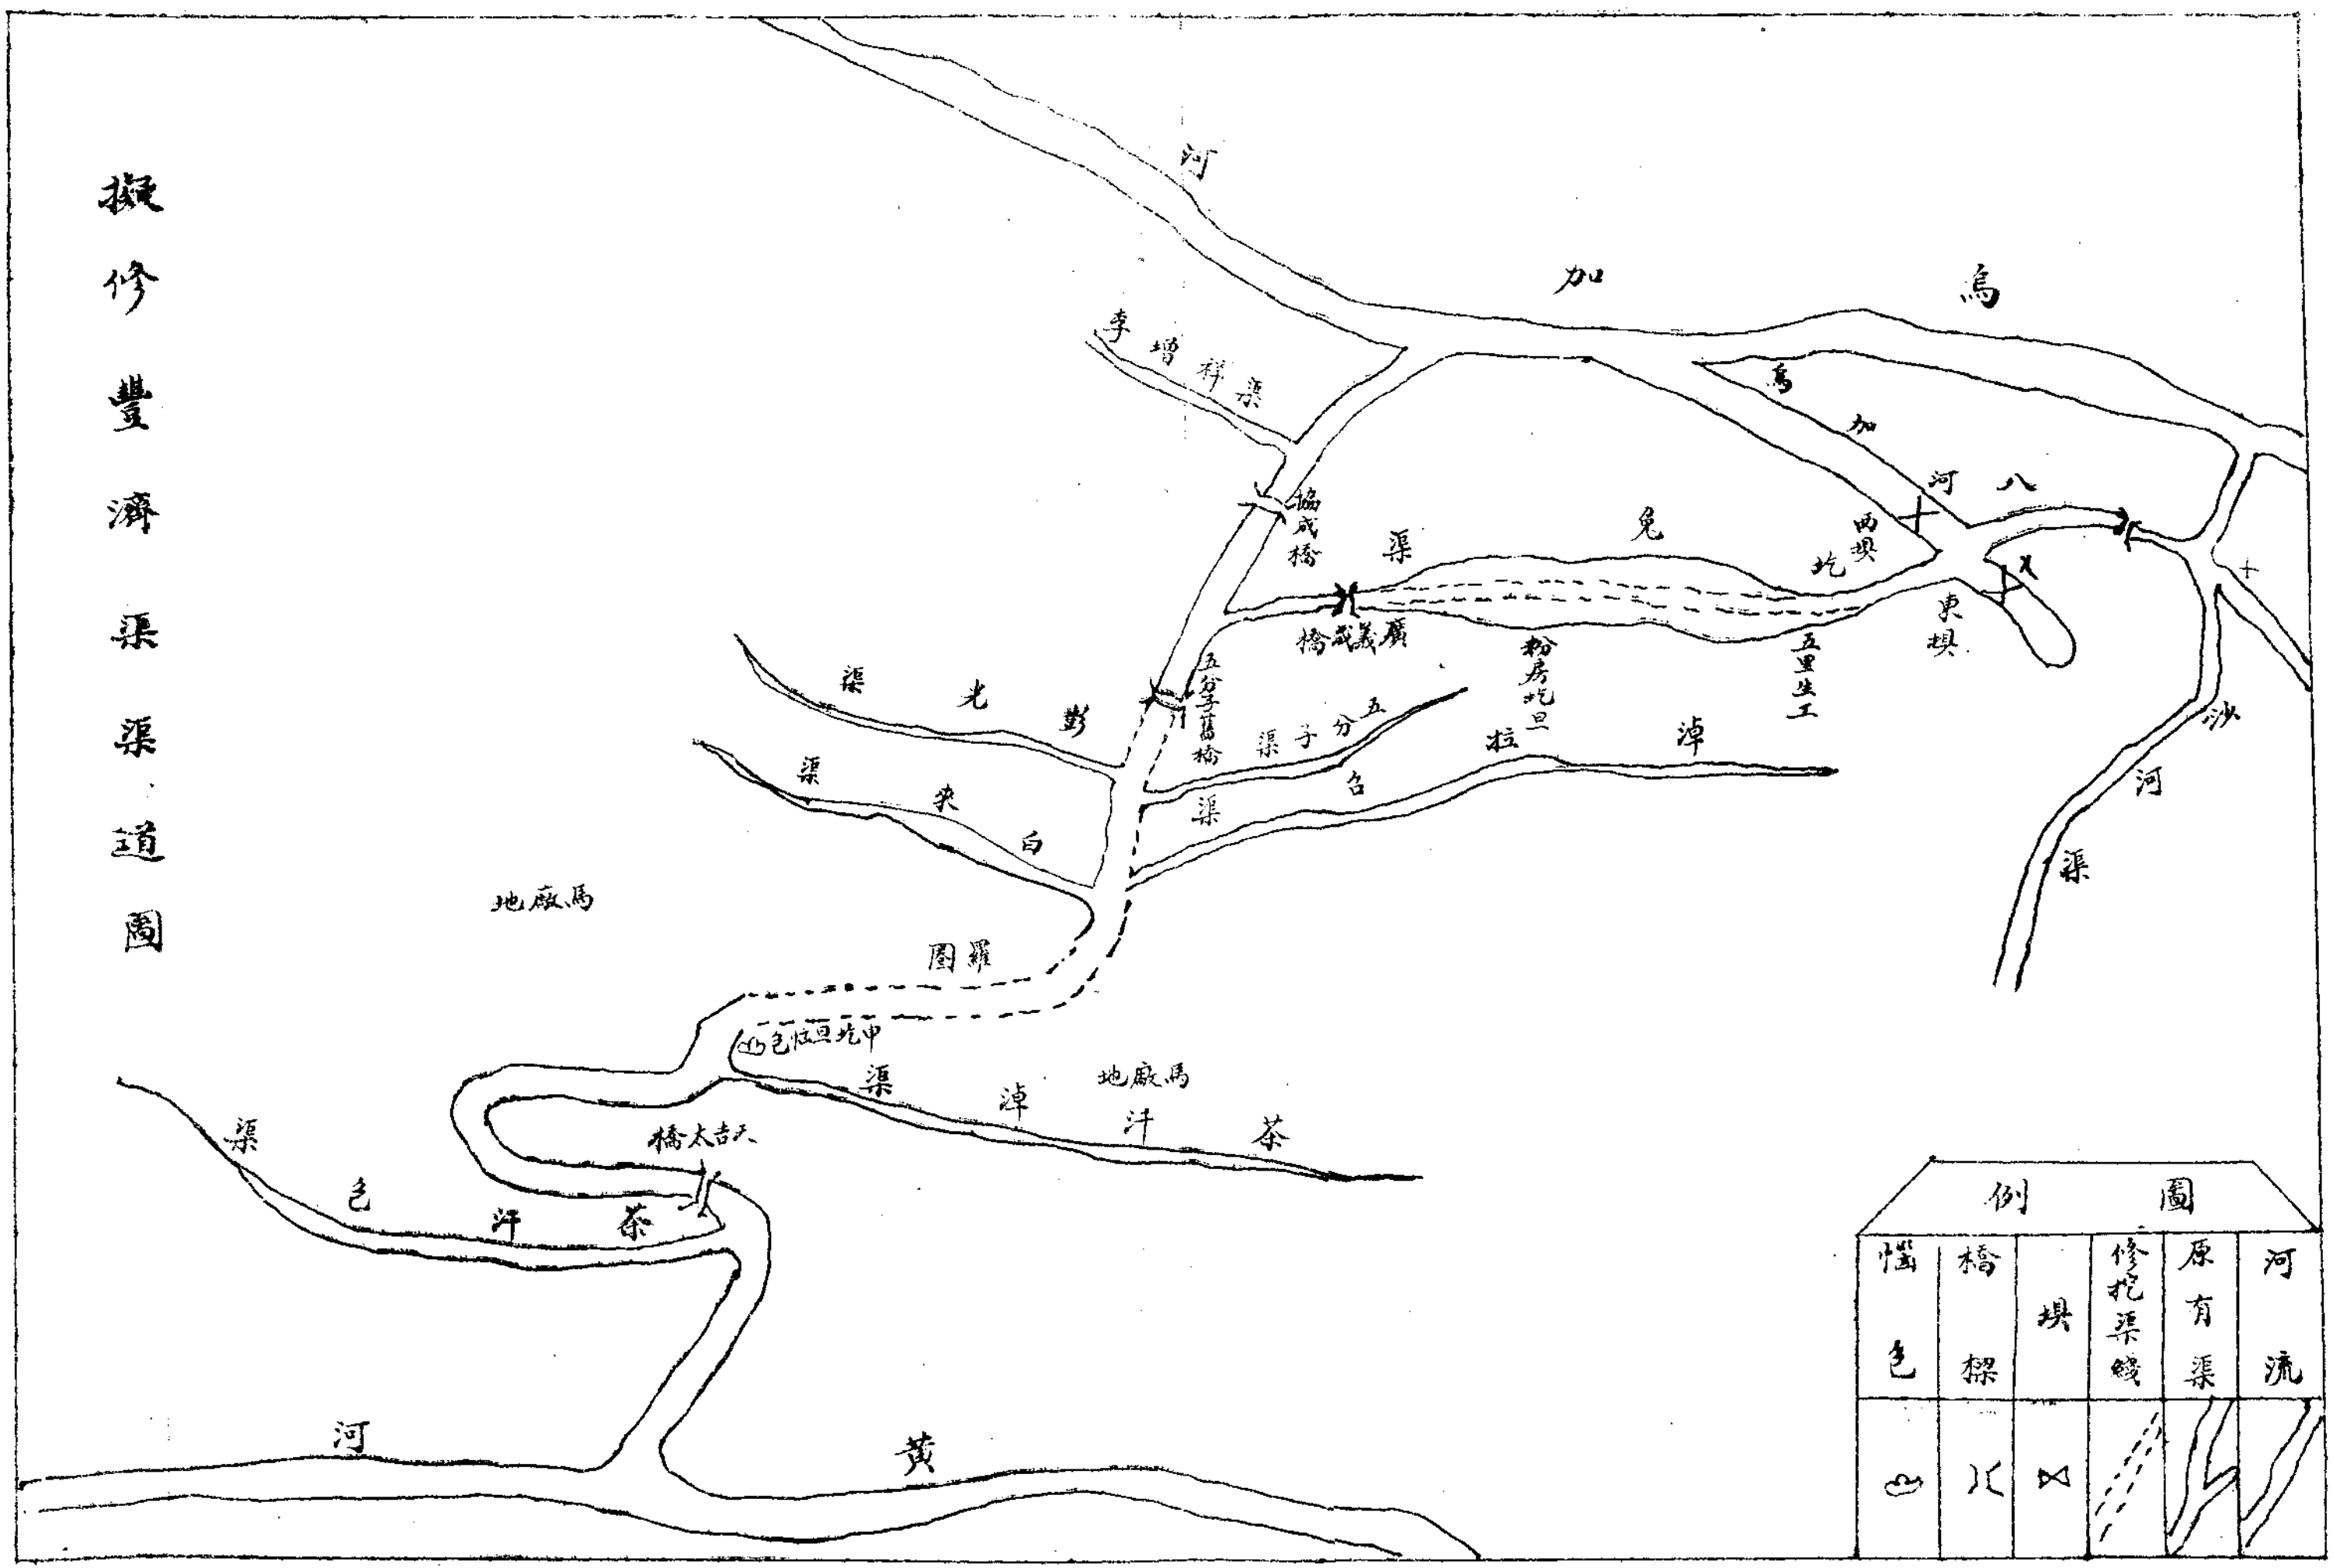 擬修豐濟渠渠道圖
烏加河
李增祥渠
烏加河
八
西壩
東壩
協成橋
圪免渠
廣義成橋
粉房圪旦
五里生工
五分子舊橋
彭光渠
五分子渠
淖拉召渠
白夾渠
沙河渠
馬廠地
羅圈
申圪旦惱色
馬廠地
茶汗淖渠
天吉太橋
茶汗色渠
黃河
圖例
河流
原有渠
修挖渠綫
壩
橋樑
惱色